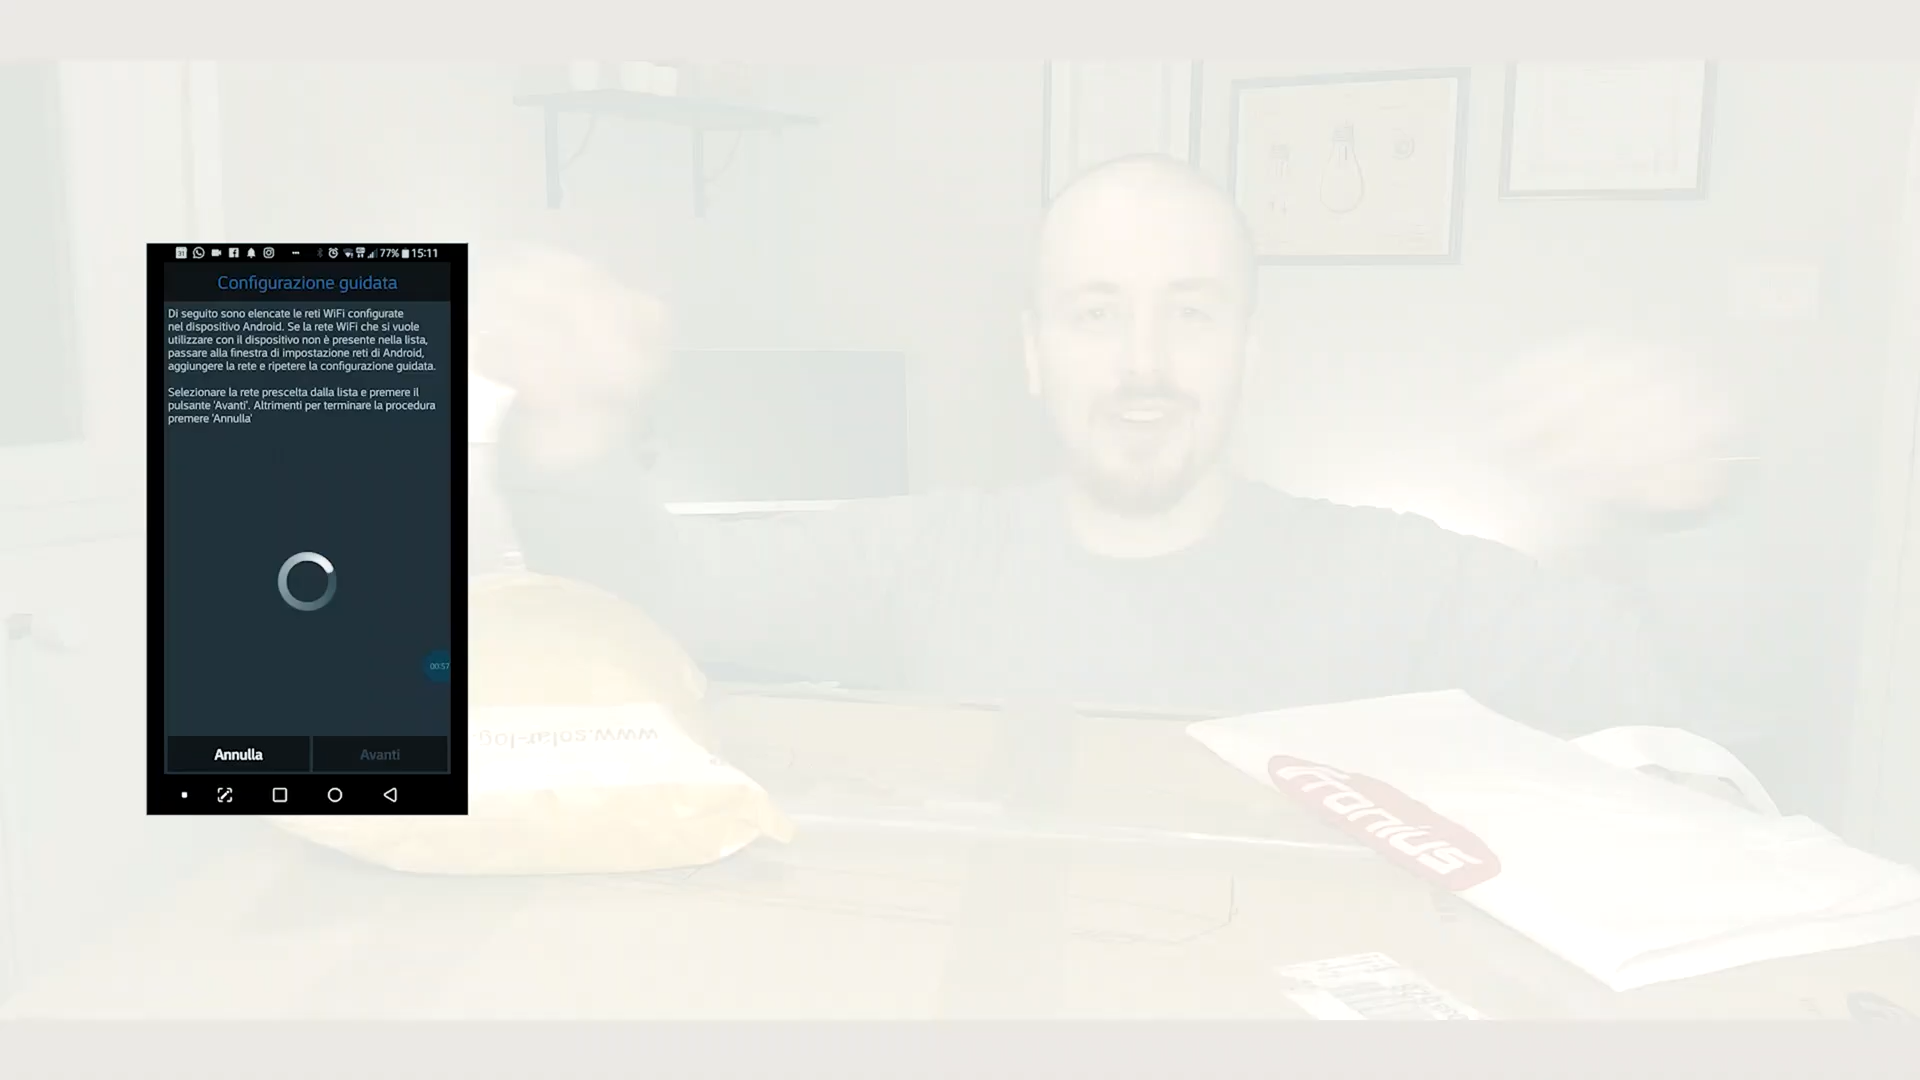 77% 15:11
Configurazione guidata
Di seguito sono elencate le reti WiFi configurate
nel dispositivo Android. Se la rete WiFi che si vuole
utilizzare con il dispositivo non è presente nella lista,
passare alla finestra di impostazione reti di Android,
aggiungere la rete e ripetere la configurazione guidata.
Selezionare la rete prescelta dalla lista e premere il
pulsante 'Avanti'. Altrimenti per terminare la procedura
premere 'Annulla'
00:57
Annulla Avanti
www.solar-log
Fronius